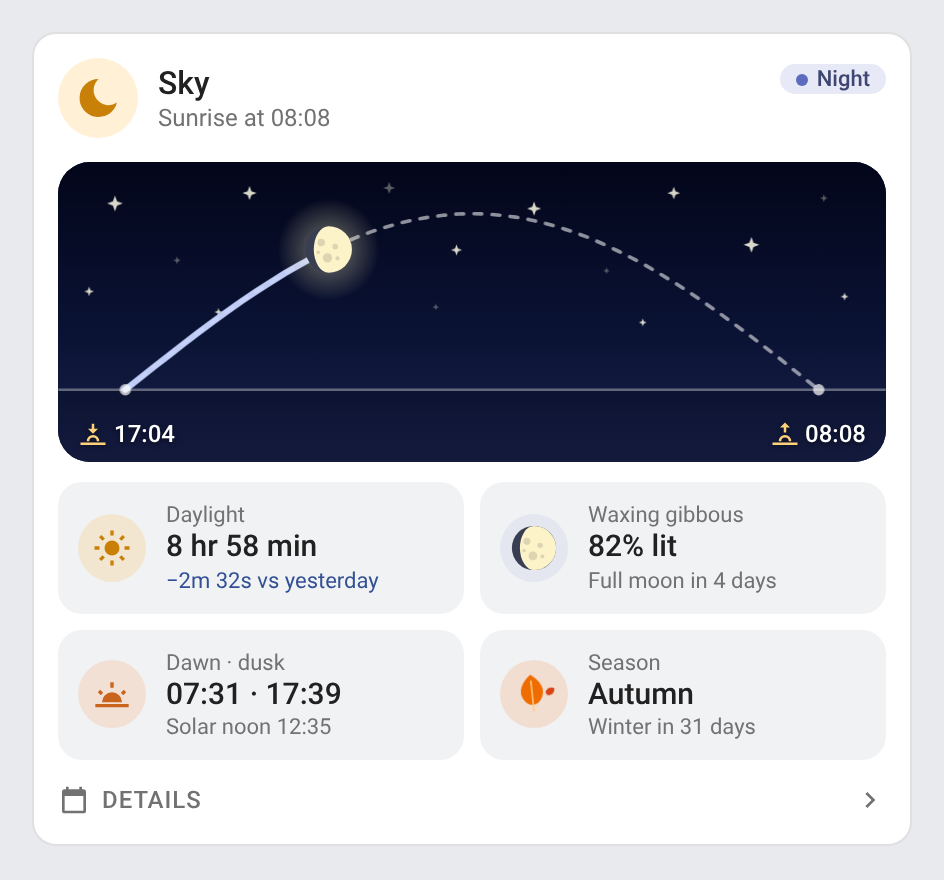 Sky
Night
Sunrise at 08:08
17:04
08:08
Daylight
8 hr 58 min
−2m 32s vs yesterday
Waxing gibbous
82% lit
Full moon in 4 days
Dawn · dusk
07:31 · 17:39
Solar noon 12:35
Season
Autumn
Winter in 31 days
DETAILS